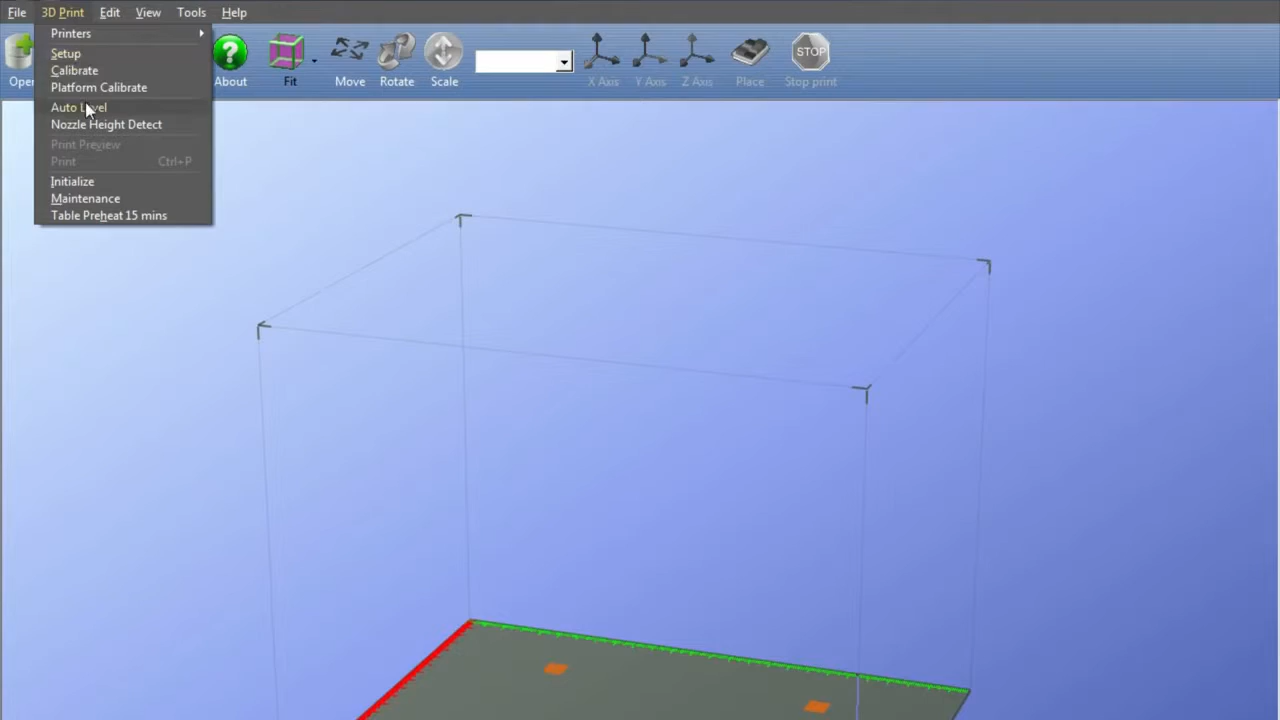 File 3D Print Edit View Tools Help
Printers
Setup
Calibrate
Platform Calibrate
Auto Level
Nozzle Height Detect
Print Preview
Print Ctrl+P
Initialize
Maintenance
Table Preheat 15 mins
Open About Fit Move Rotate Scale X Axis Y Axis Z Axis Place Stop print
STOP